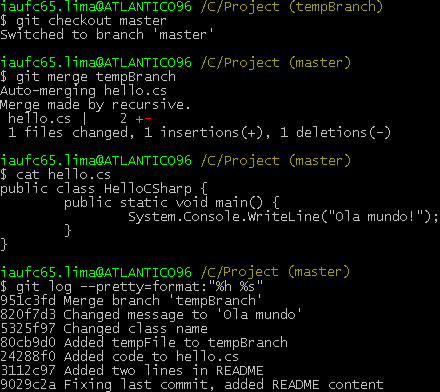 iaufc65.lima@ATLANTICO96 /C/Project (tempBranch)
$ git checkout master
Switched to branch 'master'
iaufc65.lima@ATLANTICO96 /C/Project (master)
$ git merge tempBranch
Auto-merging hello.cs
Merge made by recursive.
 hello.cs |    2 +-
 1 files changed, 1 insertions(+), 1 deletions(-)
iaufc65.lima@ATLANTICO96 /C/Project (master)
$ cat hello.cs
public class HelloCSharp {
        public static void main() {
                System.Console.WriteLine("Ola mundo!");
        }
}
iaufc65.lima@ATLANTICO96 /C/Project (master)
$ git log --pretty=format:"%h %s"
951c3fd Merge branch 'tempBranch'
820f7d3 Changed message to 'Ola mundo'
5325f97 Changed class name
80cb9d0 Added tempFile to tempBranch
24288f0 Added code to hello.cs
3112c97 Added two lines in README
9029c2a Fixing last commit, added README content